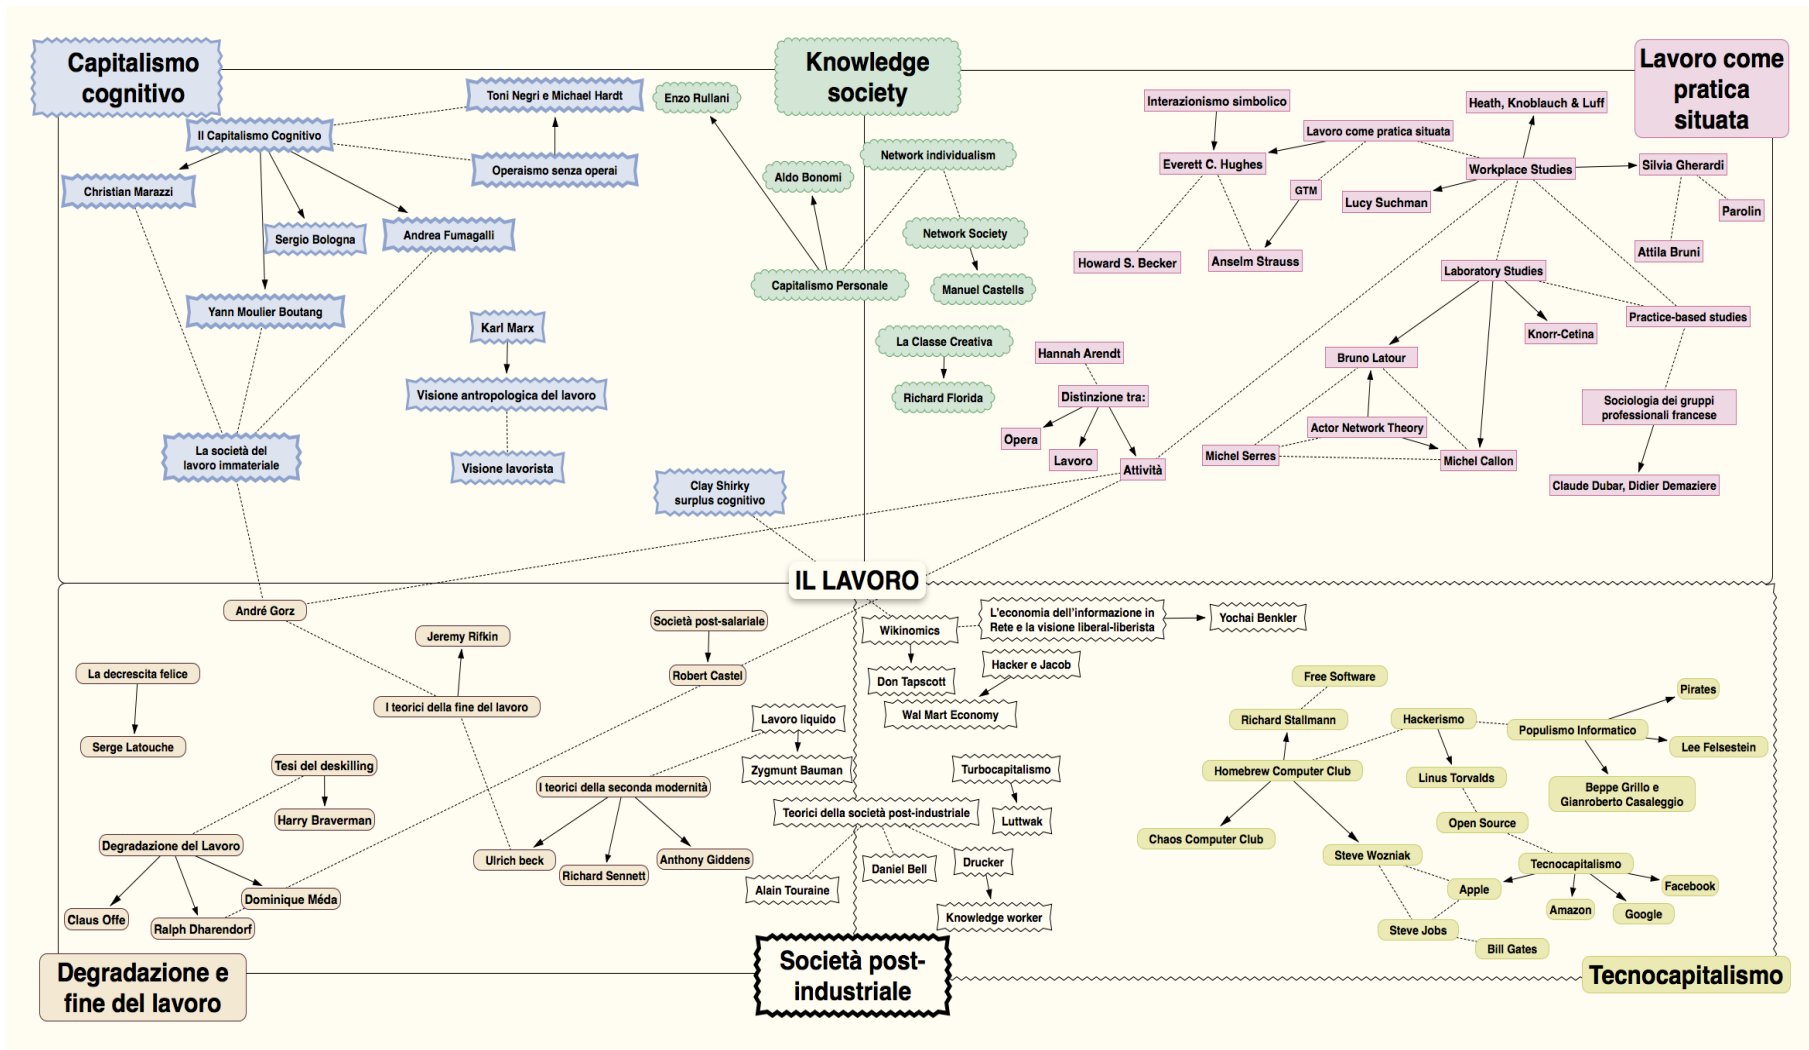 Capitalismo
cognitivo
Knowledge
society
Lavoro come
pratica
situata
Toni Negri e Michael Hardt
Il Capitalismo Cognitivo
Operaismo senza operai
Christian Marazzi
Sergio Bologna
Andrea Fumagalli
Yann Moulier Boutang
Karl Marx
Visione antropologica del lavoro
Visione lavorista
La società del
lavoro immateriale
Clay Shirky
surplus cognitivo
Enzo Rullani
Network individualism
Aldo Bonomi
Network Society
Capitalismo Personale
Manuel Castells
La Classe Creativa
Richard Florida
Interazionismo simbolico
Lavoro come pratica situata
Heath, Knoblauch & Luff
Everett C. Hughes
Workplace Studies
Silvia Gherardi
GTM
Lucy Suchman
Parolin
Howard S. Becker
Anselm Strauss
Attila Bruni
Laboratory Studies
Practice-based studies
Knorr-Cetina
Hannah Arendt
Bruno Latour
Distinzione tra:
Sociologia dei gruppi
professionali francese
Opera
Lavoro
Attività
Actor Network Theory
Michel Serres
Michel Callon
Claude Dubar, Didier Demaziere
IL LAVORO
André Gorz
Jeremy Rifkin
Società post-salariale
La decrescita felice
Robert Castel
I teorici della fine del lavoro
Serge Latouche
Tesi del deskilling
Harry Braverman
I teorici della seconda modernità
Degradazione del Lavoro
Ulrich beck
Richard Sennett
Anthony Giddens
Dominique Méda
Claus Offe
Ralph Dharendorf
Degradazione e
fine del lavoro
Wikinomics
L'economia dell'informazione in
Rete e la visione liberal-liberista
Yochai Benkler
Hacker e Jacob
Don Tapscott
Wal Mart Economy
Lavoro liquido
Zygmunt Bauman
Turbocapitalismo
Teorici della società post-industriale
Luttwak
Alain Touraine
Daniel Bell
Drucker
Knowledge worker
Società post-
industriale
Free Software
Pirates
Richard Stallmann
Hackerismo
Populismo Informatico
Lee Felsestein
Homebrew Computer Club
Linus Torvalds
Beppe Grillo e
Gianroberto Casaleggio
Chaos Computer Club
Open Source
Steve Wozniak
Tecnocapitalismo
Apple
Facebook
Amazon
Google
Steve Jobs
Bill Gates
Tecnocapitalismo